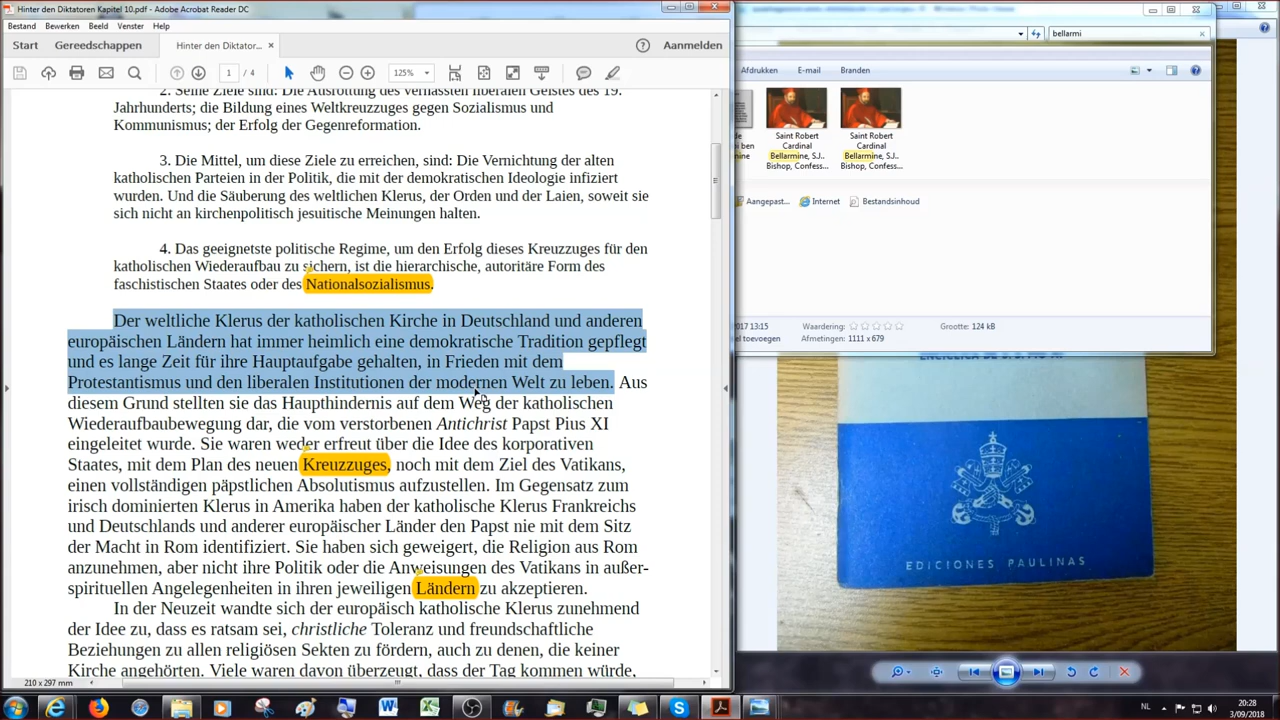 Hinter den Diktatoren Kapitel 10.pdf - Adobe Acrobat Reader DC
Bestand Bewerken Beeld Venster Help
Start Gereedschappen Hinter den Diktator... × Anmelden
1 / 4 125%
2. Seine Ziele sind: Die Ausrottung des verhassten liberalen Geistes des 19.
Jahrhunderts; die Bildung eines Weltkreuzzuges gegen Sozialismus und
Kommunismus; der Erfolg der Gegenreformation.
3. Die Mittel, um diese Ziele zu erreichen, sind: Die Vernichtung der alten
katholischen Parteien in der Politik, die mit der demokratischen Ideologie infiziert
wurden. Und die Säuberung des weltlichen Klerus, der Orden und der Laien, soweit sie
sich nicht an kirchenpolitisch jesuitische Meinungen halten.
4. Das geeignetste politische Regime, um den Erfolg dieses Kreuzzuges für den
katholischen Wiederaufbau zu sichern, ist die hierarchische, autoritäre Form des
faschistischen Staates oder des Nationalsozialismus.
Der weltliche Klerus der katholischen Kirche in Deutschland und anderen
europäischen Ländern hat immer heimlich eine demokratische Tradition gepflegt
und es lange Zeit für ihre Hauptaufgabe gehalten, in Frieden mit dem
Protestantismus und den liberalen Institutionen der modernen Welt zu leben. Aus
diesem Grund stellten sie das Haupthindernis auf dem Weg der katholischen
Wiederaufbaubewegung dar, die vom verstorbenen Antichrist Papst Pius XI
eingeleitet wurde. Sie waren weder erfreut über die Idee des korporativen
Staates, mit dem Plan des neuen Kreuzzuges, noch mit dem Ziel des Vatikans,
einen vollständigen päpstlichen Absolutismus aufzustellen. Im Gegensatz zum
irisch dominierten Klerus in Amerika haben der katholische Klerus Frankreichs
und Deutschlands und anderer europäischer Länder den Papst nie mit dem Sitz
der Macht in Rom identifiziert. Sie haben sich geweigert, die Religion aus Rom
anzunehmen, aber nicht ihre Politik oder die Anweisungen des Vatikans in außer-
spirituellen Angelegenheiten in ihren jeweiligen Ländern zu akzeptieren.
In der Neuzeit wandte sich der europäisch katholische Klerus zunehmend
der Idee zu, dass es ratsam sei, christliche Toleranz und freundschaftliche
Beziehungen zu allen religiösen Sekten zu fördern, auch zu denen, die keiner
Kirche angehörten. Viele waren davon überzeugt, dass der Tag kommen würde,
210 x 297 mm
bellarmi
Afdrukken E-mail Branden
Saint Robert
Cardinal
Bellarmine, S.J..
Bishop, Confess...
Saint Robert
Cardinal
Bellarmine, S.J..
Bishop, Confess...
Aangepast... Internet Bestandsinhoud
2017 13:15 Waardering: Grootte: 124 kB
Afmetingen: 1111 x 679
EDICIONES PAULINAS
NL 20:28
3/09/2018